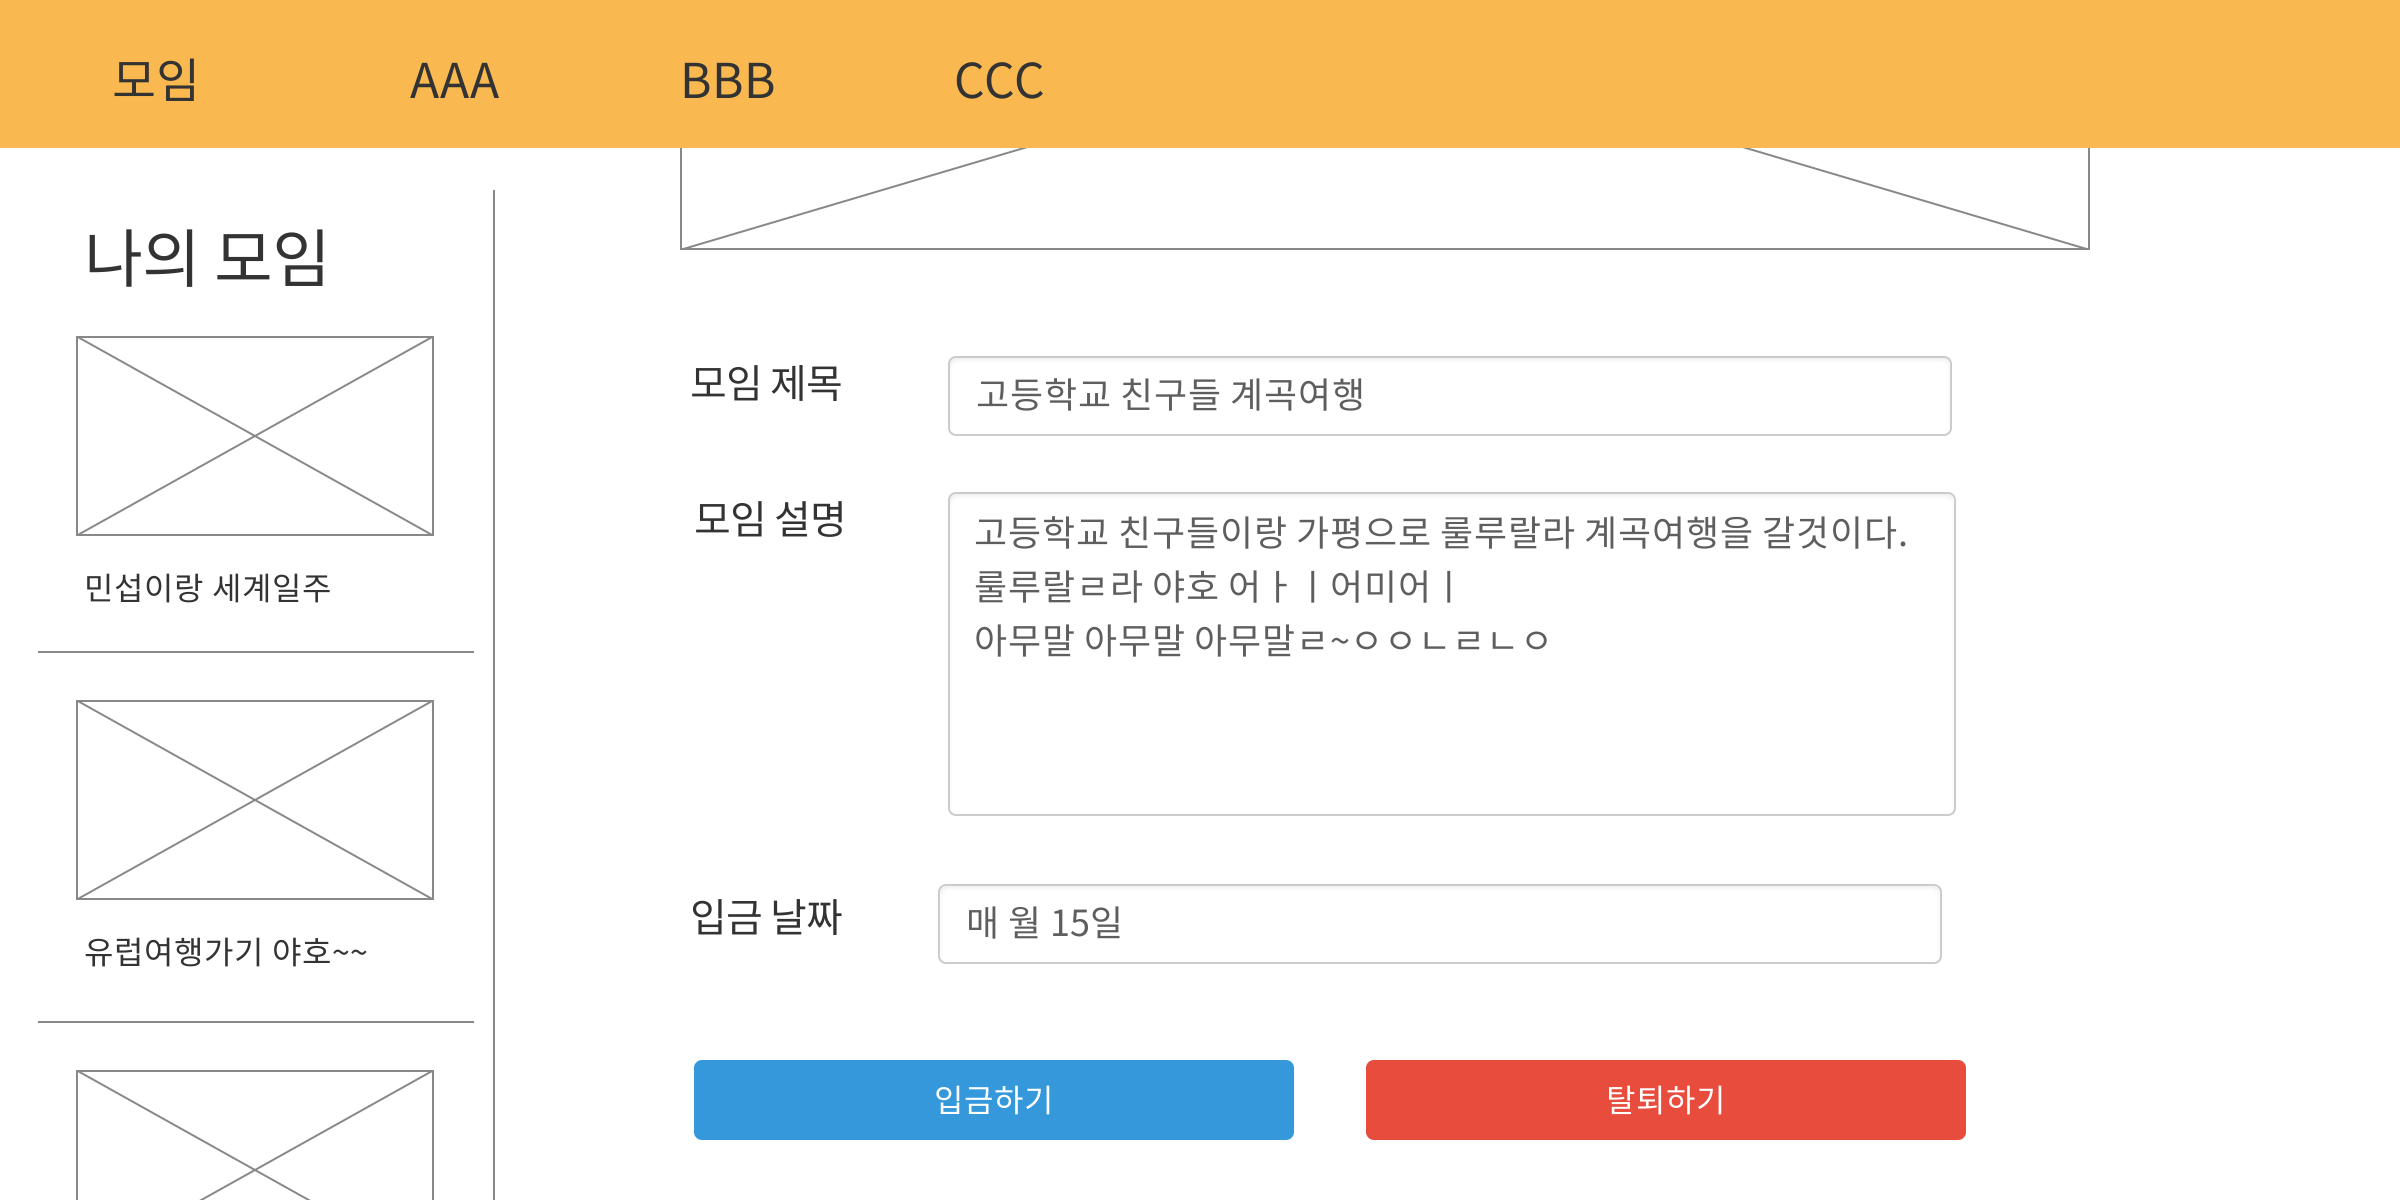 모임 AAA BBB CCC
나의 모임
민섭이랑 세계일주
유럽여행가기 야호~~
모임 제목
고등학교 친구들 계곡여행
모임 설명
고등학교 친구들이랑 가평으로 룰루랄라 계곡여행을 갈것이다.
룰루랄ㄹ라 야호 어ㅏㅣ어미어ㅣ
아무말 아무말 아무말ㄹ~ㅇㅇㄴㄹㄴㅇ
입금 날짜
매 월 15일
입금하기
탈퇴하기